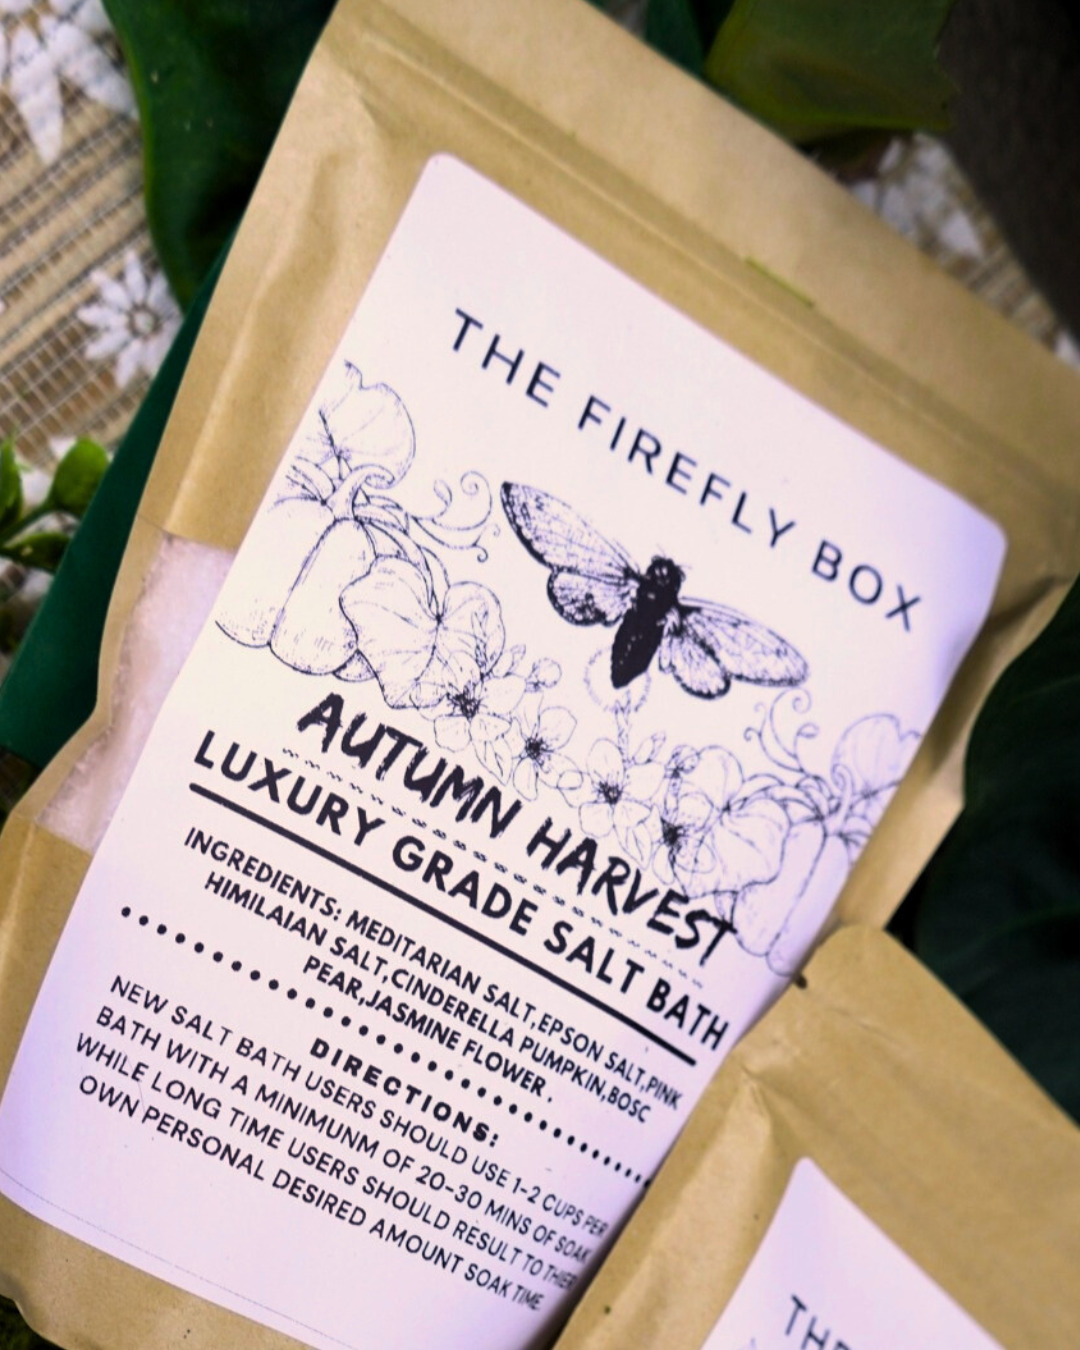 THE FIREFLY BOX
AUTUMN HARVEST
LUXURY GRADE SALT BATH
INGREDIENTS: MEDITARIAN SALT,EPSON SALT,PINK
HIMILAIAN SALT,CINDERELLA PUMPKIN,BOSC
PEAR,JASMINE FLOWER.
DIRECTIONS:
NEW SALT BATH USERS SHOULD USE 1-2 CUPS PER
BATH WITH A MINIMUNM OF 20-30 MINS OF SOAK
WHILE LONG TIME USERS SHOULD RESULT TO THIER
OWN PERSONAL DESIRED AMOUNT SOAK TIME.
THE